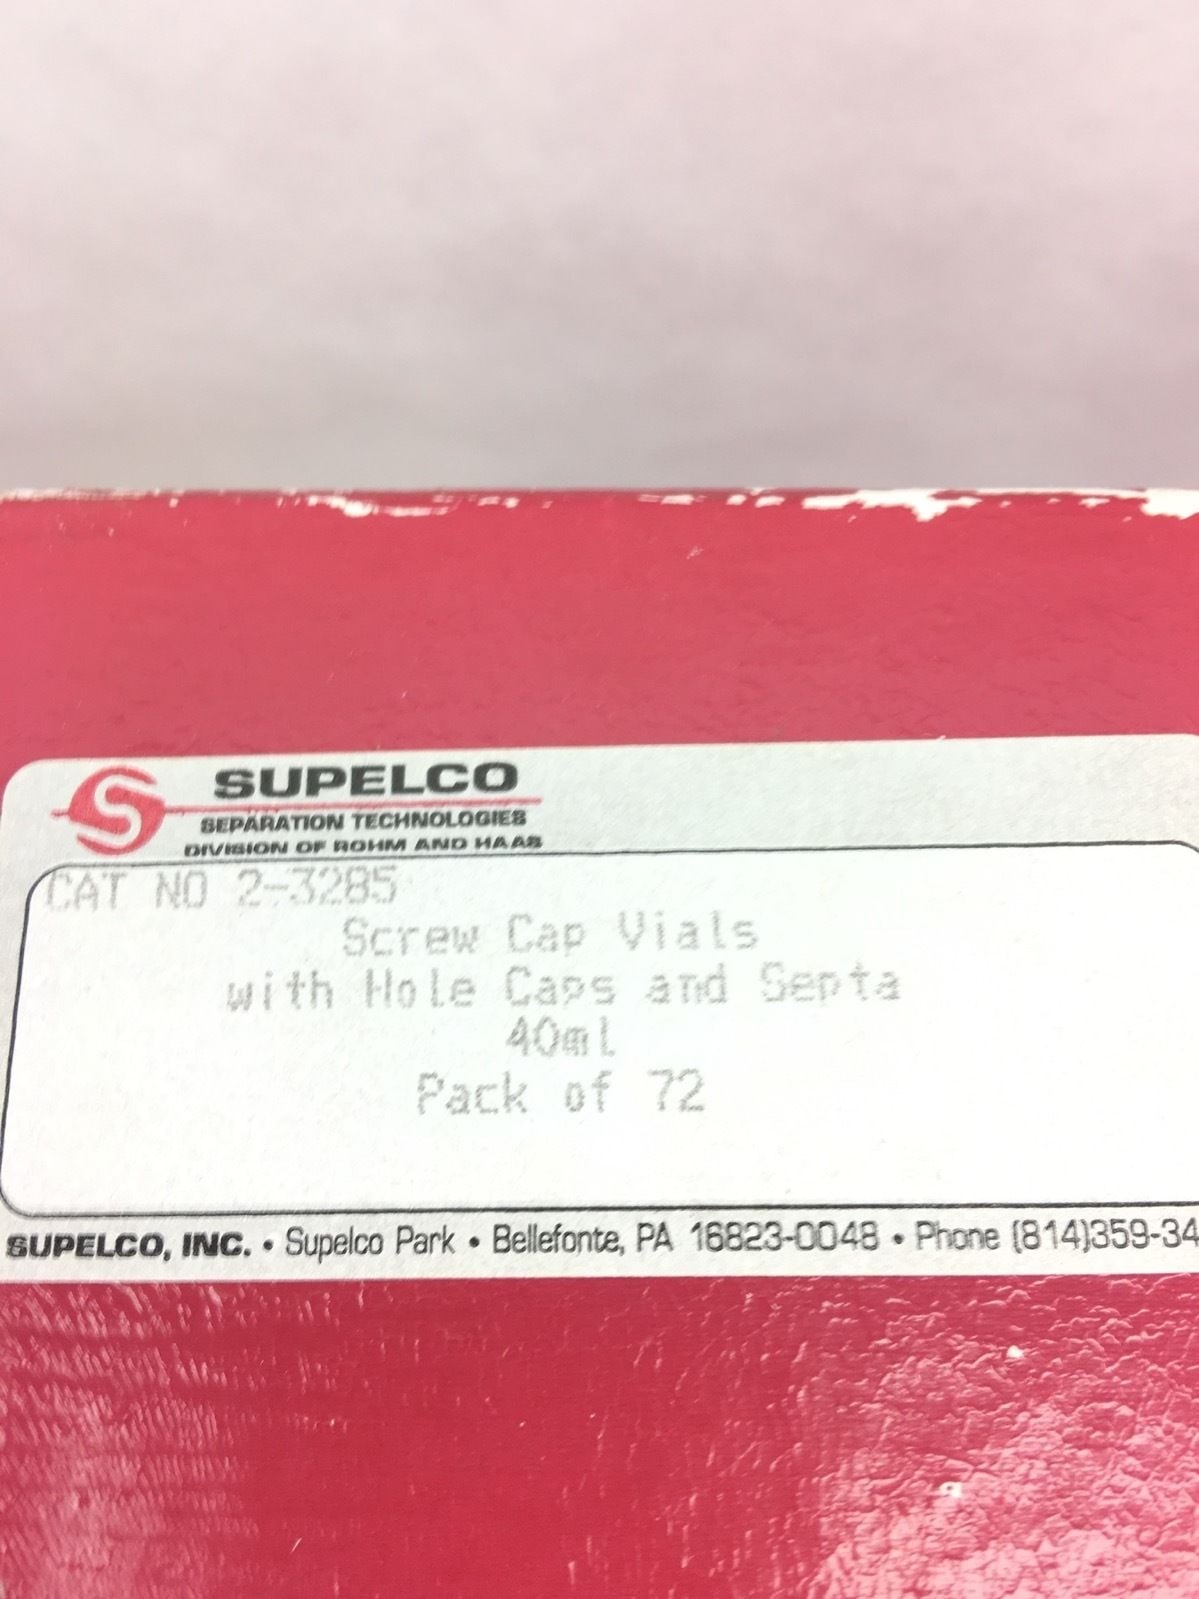 SUPELCO
SEPARATION TECHNOLOGIES
DIVISION OF ROHM AND HAAS
CAT NO 2-3285
Screw Cap Vials
with Hole Caps and Septa
40ml
Pack of 72
SUPELCO, INC. • Supelco Park • Bellefonte, PA 16823-0048 • Phone (814)359-34